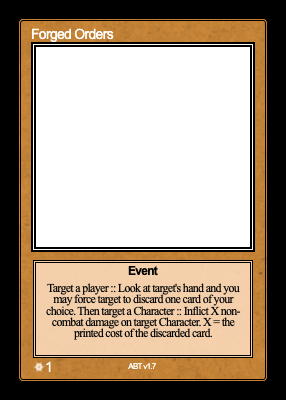 Forged Orders
Event
Target a player :: Look at target's hand and you
may force target to discard one card of your
choice. Then target a Character :: Inflict X non-
combat damage on target Character. X = the
printed cost of the discarded card.
1
ABT v1.7